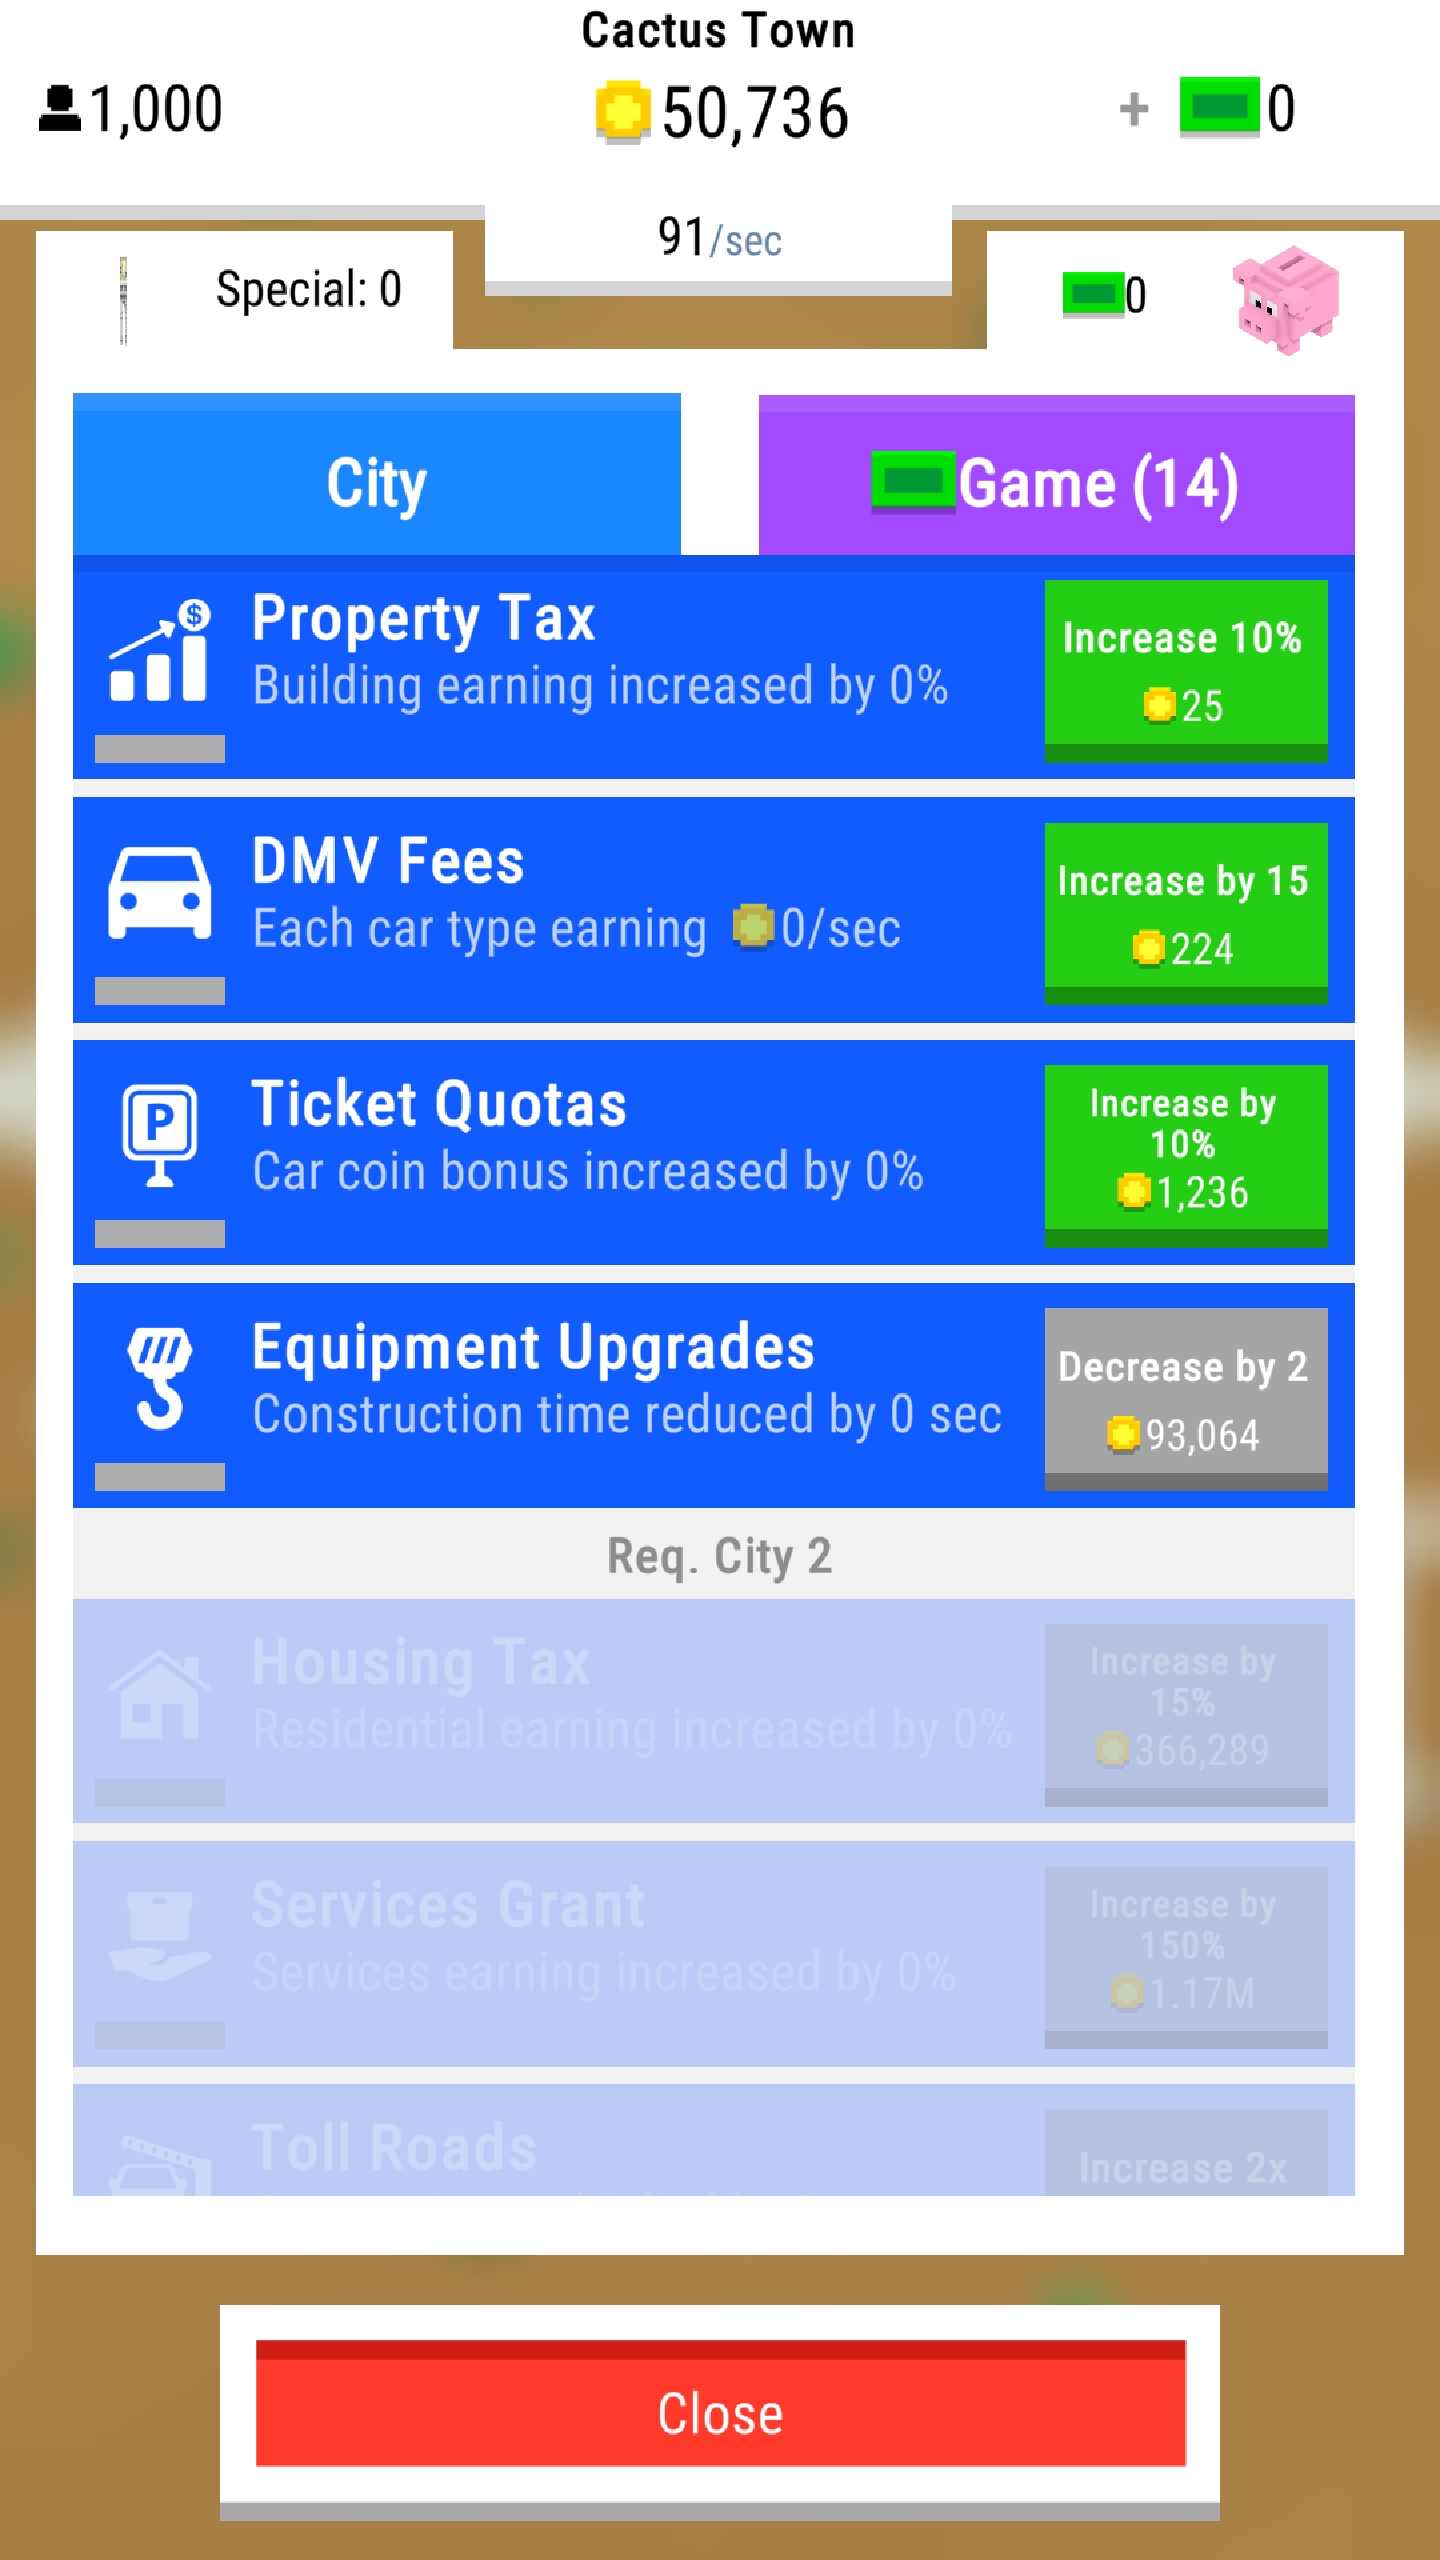 Cactus Town
1,000
50,736
+ 0
91/sec
Special: 0
0
City
Game (14)
Property Tax
Building earning increased by 0%
Increase 10%
25
DMV Fees
Each car type earning 0/sec
Increase by 15
224
P
Ticket Quotas
Car coin bonus increased by 0%
Increase by
10%
1,236
Equipment Upgrades
Construction time reduced by 0 sec
Decrease by 2
93,064
Req. City 2
Housing Tax
Residential earning increased by 0%
Increase by
15%
366,289
Services Grant
Services earning increased by 0%
Increase by
150%
1.17M
Toll Roads
Increase 2x
Close